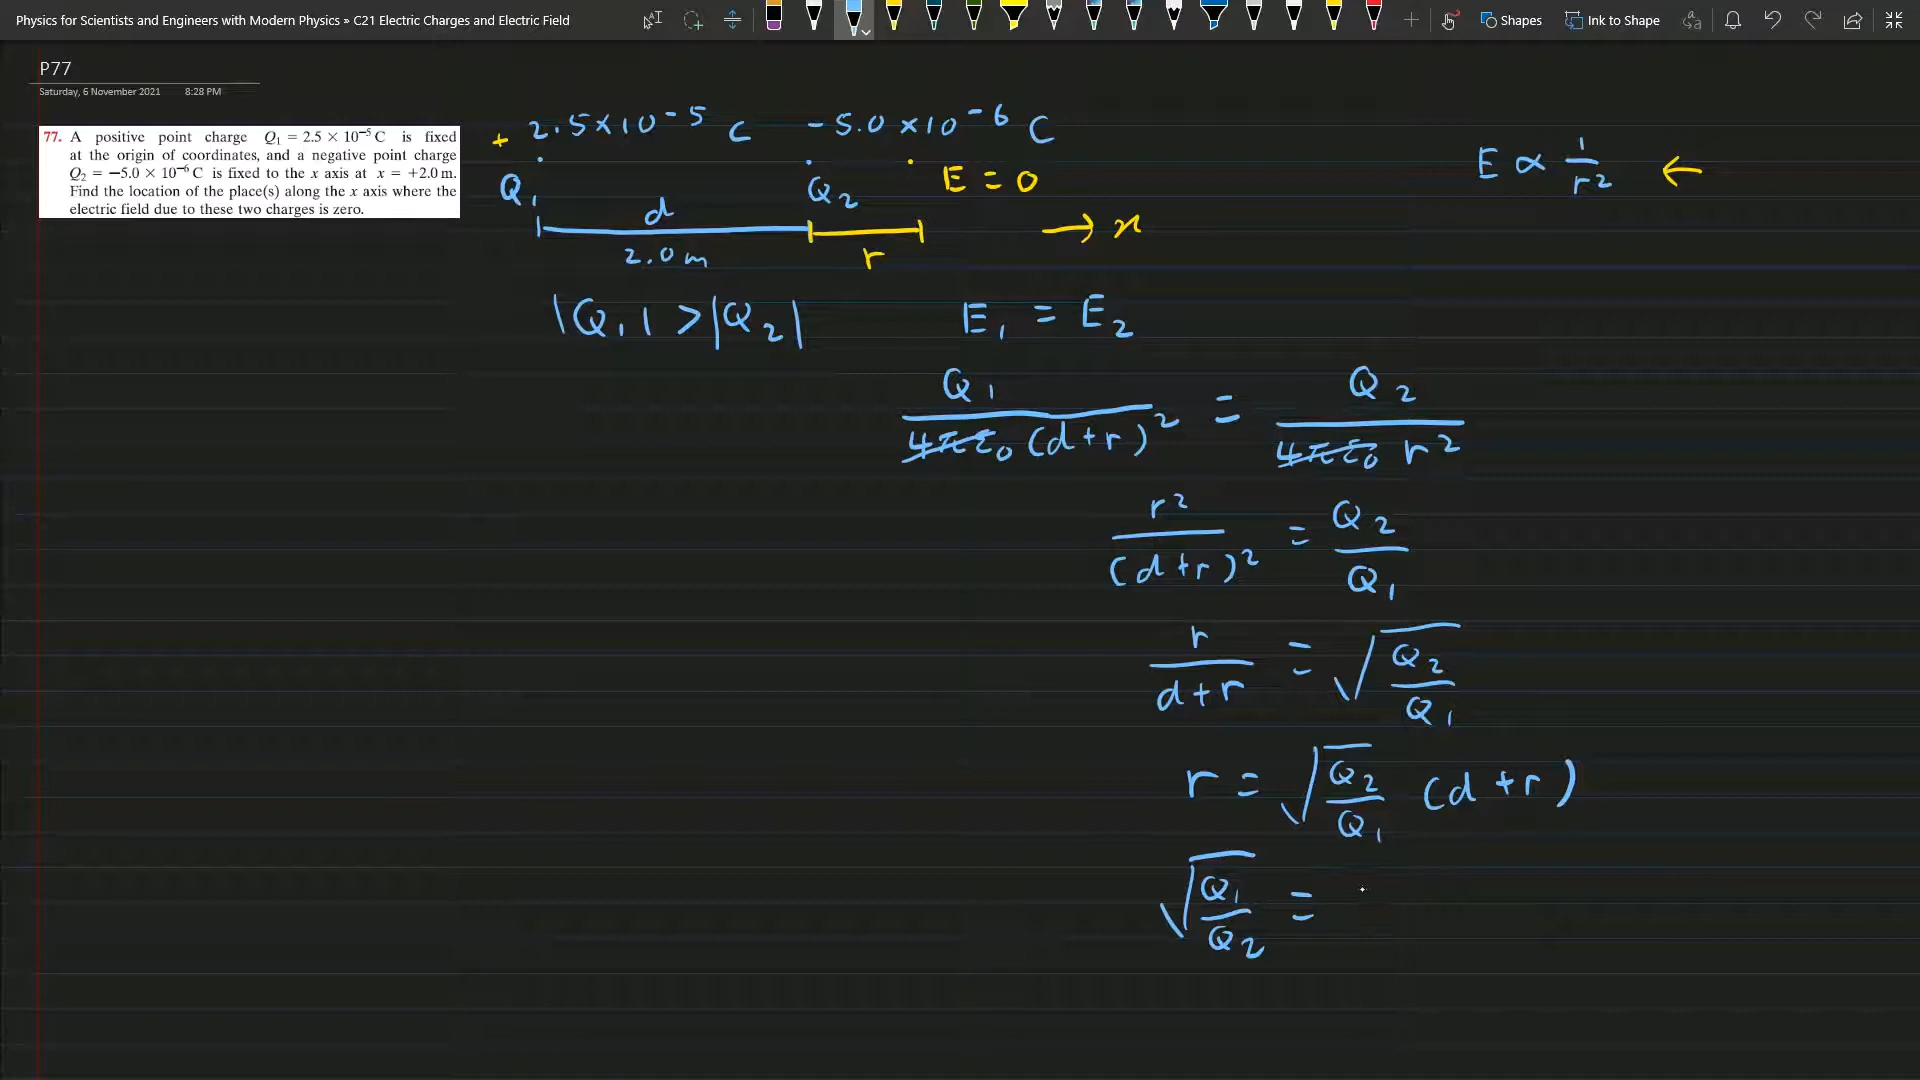 Physics for Scientists and Engineers with Modern Physics » C21 Electric Charges and Electric Field
Shapes
Ink to Shape
P77
Saturday, 6 November 2021 8:28 PM
77. A positive point charge Q₁ = 2.5 × 10⁻⁵ C is fixed
at the origin of coordinates, and a negative point charge
Q₂ = −5.0 × 10⁻⁶ C is fixed to the x axis at x = +2.0 m.
Find the location of the place(s) along the x axis where the
electric field due to these two charges is zero.
+ 2.5×10⁻⁵ C −5.0 ×10⁻⁶ C
E ∝ 1/r² ←
Q₁ Q₂ E = 0
d
2.0m r → x
|Q₁| > |Q₂| E₁ = E₂
Q₁/(4πε₀ (d+r)²) = Q₂/(4πε₀ r²)
r²/(d+r)² = Q₂/Q₁
r/(d+r) = √(Q₂/Q₁)
r = √(Q₂/Q₁) (d+r)
√(Q₁/Q₂) =